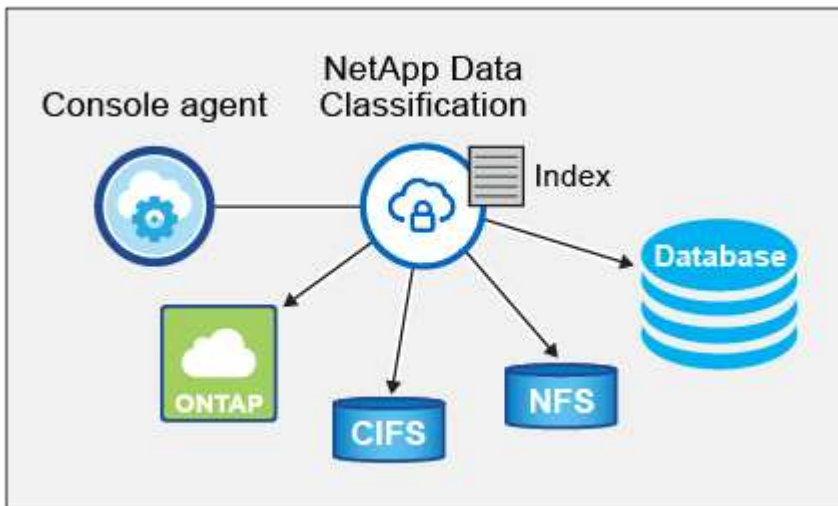 NetApp Data
Classification
Console agent
Index
Database
ONTAP
CIFS
NFS